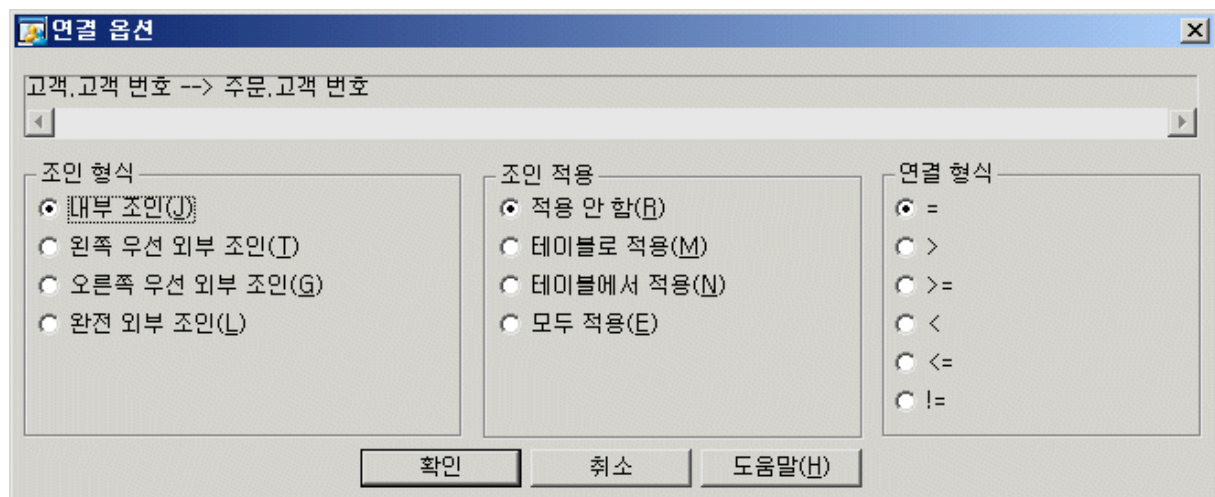 연결 옵션
고객.고객 번호 --> 주문.고객 번호
조인 형식
내부 조인(J)
왼쪽 우선 외부 조인(T)
오른쪽 우선 외부 조인(G)
완전 외부 조인(L)
조인 적용
적용 안 함(R)
테이블로 적용(M)
테이블에서 적용(N)
모두 적용(E)
연결 형식
=
>
>=
<
<=
!=
확인
취소
도움말(H)